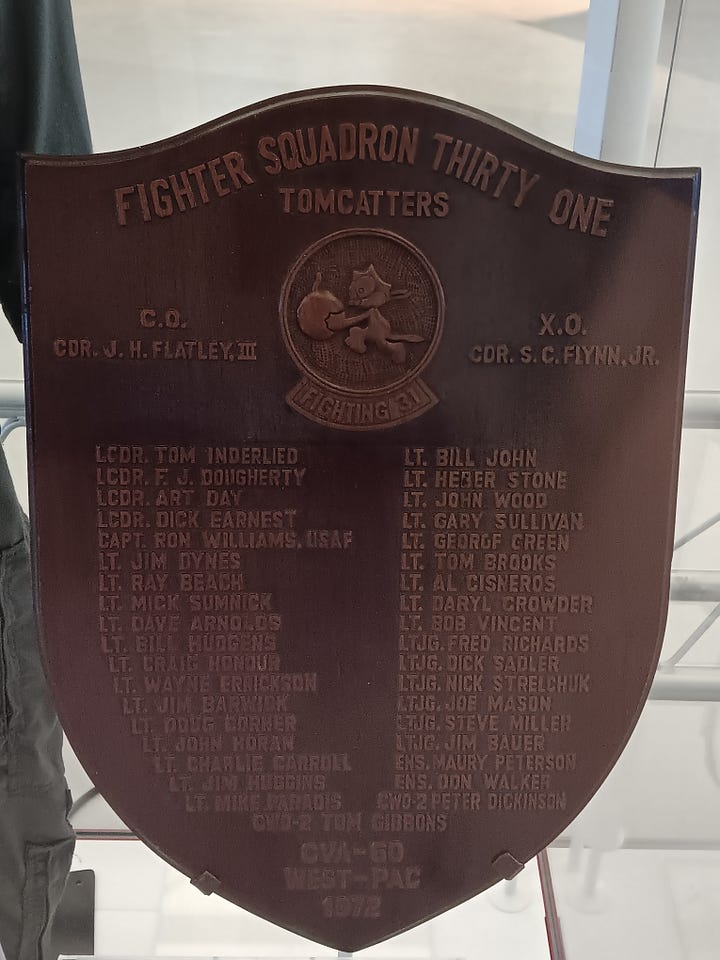 FIGHTER SQUADRON THIRTY ONE
TOMCATTERS
C.O.
CDR. J. H. FLATLEY, III
X.O.
CDR. S. C. FLYNN, JR.
FIGHTING 31
LCDR. TOM INDERLIED
LCDR. F. J. DOUGHERTY
LCDR. ART DAY
LCDR. DICK EARNEST
CAPT. RON WILLIAMS, USAF
LT. JIM DYNES
LT. RAY BEACH
LT. MICK SUMNICK
LT. DAVE ARNOLDS
LT. BILL HUDGENS
LT. CRAIG HONOUR
LT. WAYNE ERRICKSON
LT. JIM BARWICK
LT. DOUG GORNER
LT. JOHN HORAN
LT. CHARLIE CARROLL
LT. JIM HUGGINS
LT. MIKE PARADIS
LT. BILL JOHN
LT. HEBER STONE
LT. JOHN WOOD
LT. GARY SULLIVAN
LT. GEORGE GREEN
LT. TOM BROOKS
LT. AL CISNEROS
LT. DARYL CROWDER
LT. BOB VINCENT
LTJG. FRED RICHARDS
LTJG. DICK SADLER
LTJG. NICK STRELCHUK
LTJG. JOE MASON
LTJG. STEVE MILLER
LTJG. JIM BAUER
ENS. MAURY PETERSON
ENS. DON WALKER
CWO-2 PETER DICKINSON
CWO-2 TOM GIBBONS
CVA-60
WEST-PAC
1972